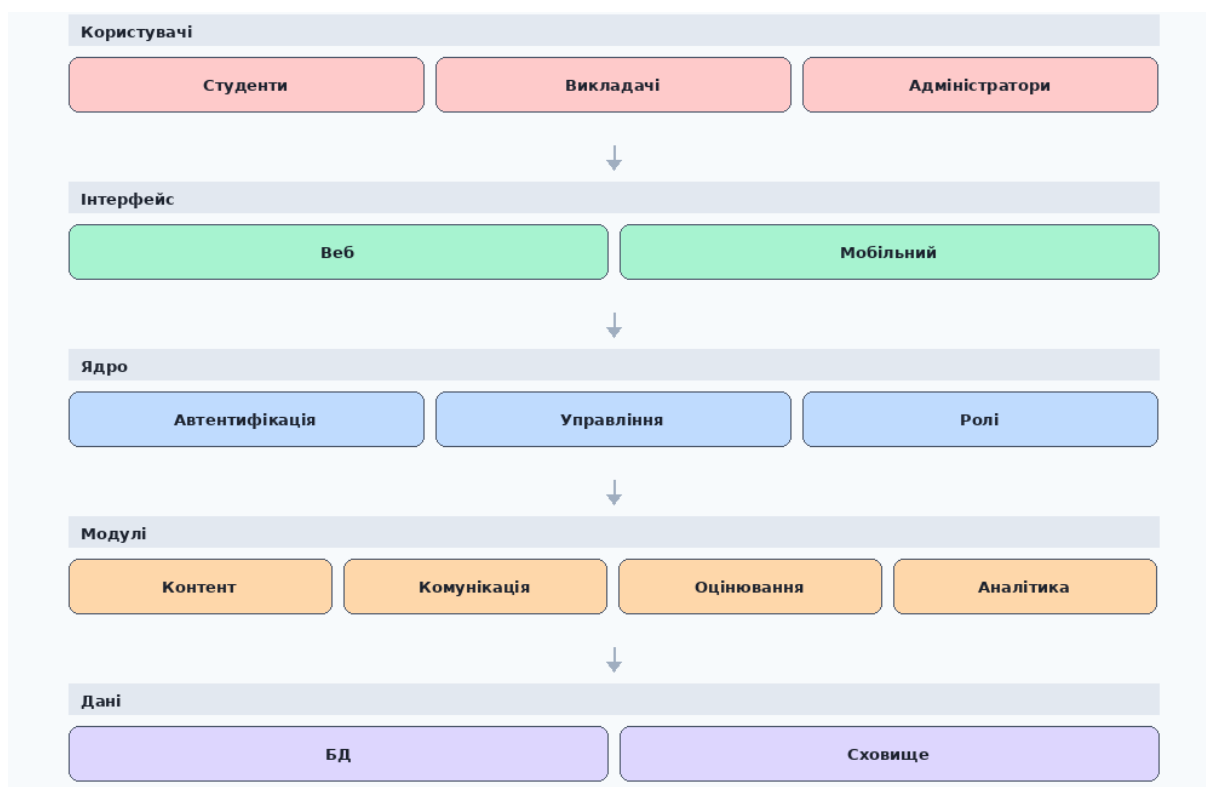 Користувачі
Студенти
Викладачі
Адміністратори
Інтерфейс
Веб
Мобільний
Ядро
Автентифікація
Управління
Ролі
Модулі
Контент
Комунікація
Оцінювання
Аналітика
Дані
БД
Сховище